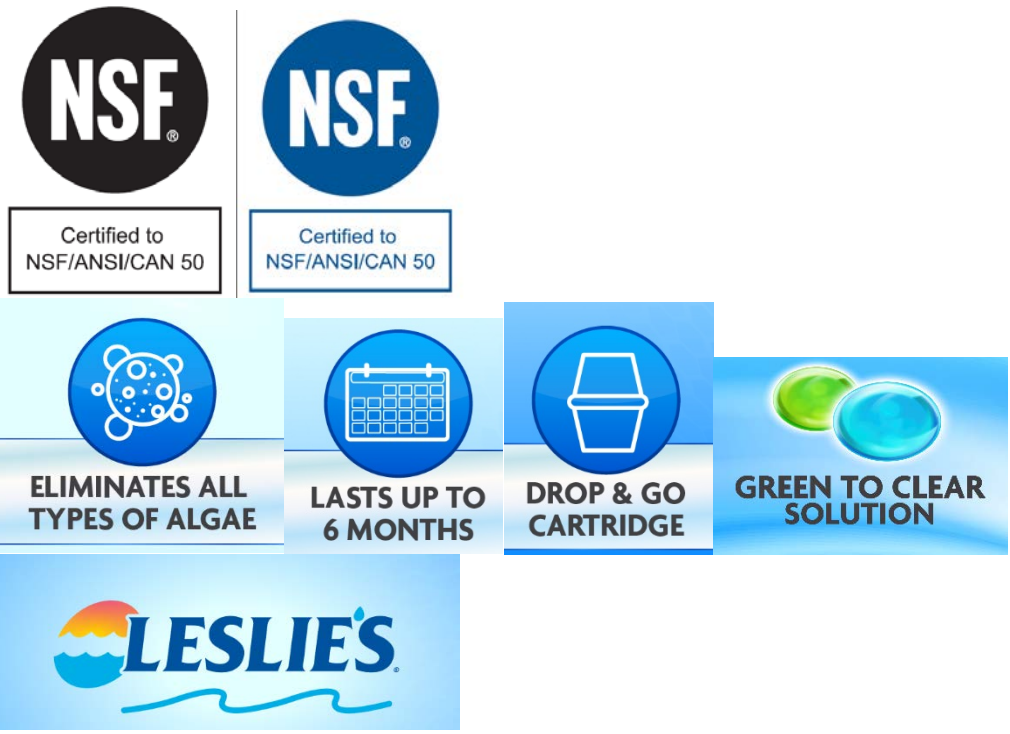 NSF®
Certified to
NSF/ANSI/CAN 50
NSF®
Certified to
NSF/ANSI/CAN 50
ELIMINATES ALL
TYPES OF ALGAE
LASTS UP TO
6 MONTHS
DROP & GO
CARTRIDGE
GREEN TO CLEAR
SOLUTION
LESLIE'S®